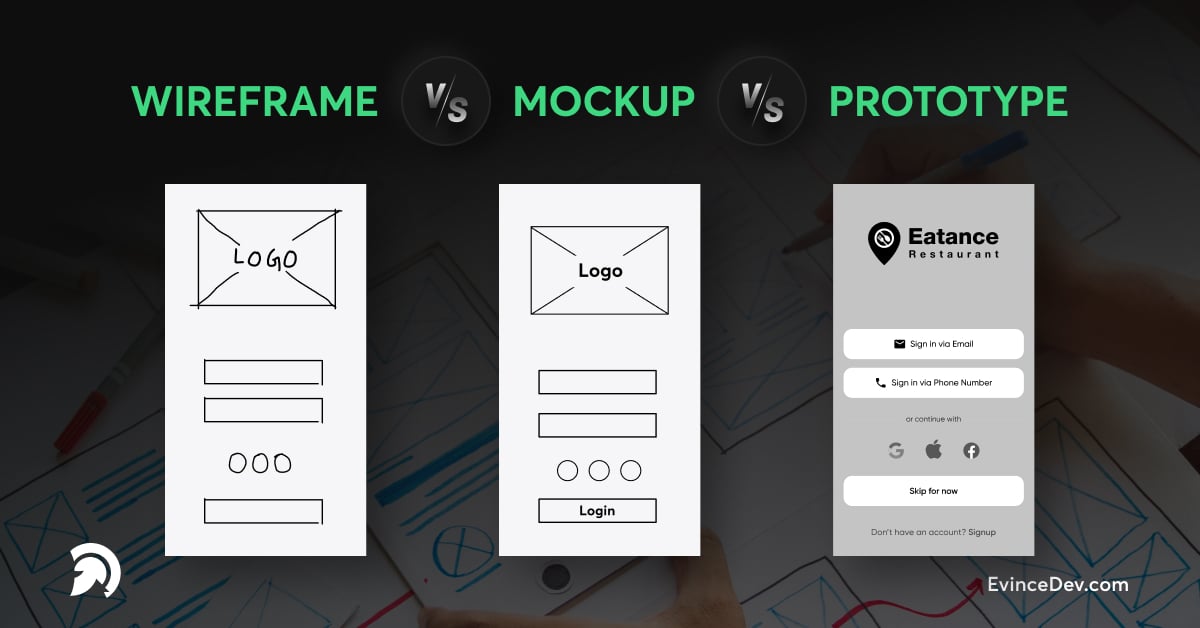 WIREFRAME VS MOCKUP VS PROTOTYPE
LOGO
Logo
Login
Eatance
Restaurant
Sign in via Email
Sign in via Phone Number
or continue with
Skip for now
Don't have an account? Signup
EvinceDev.com